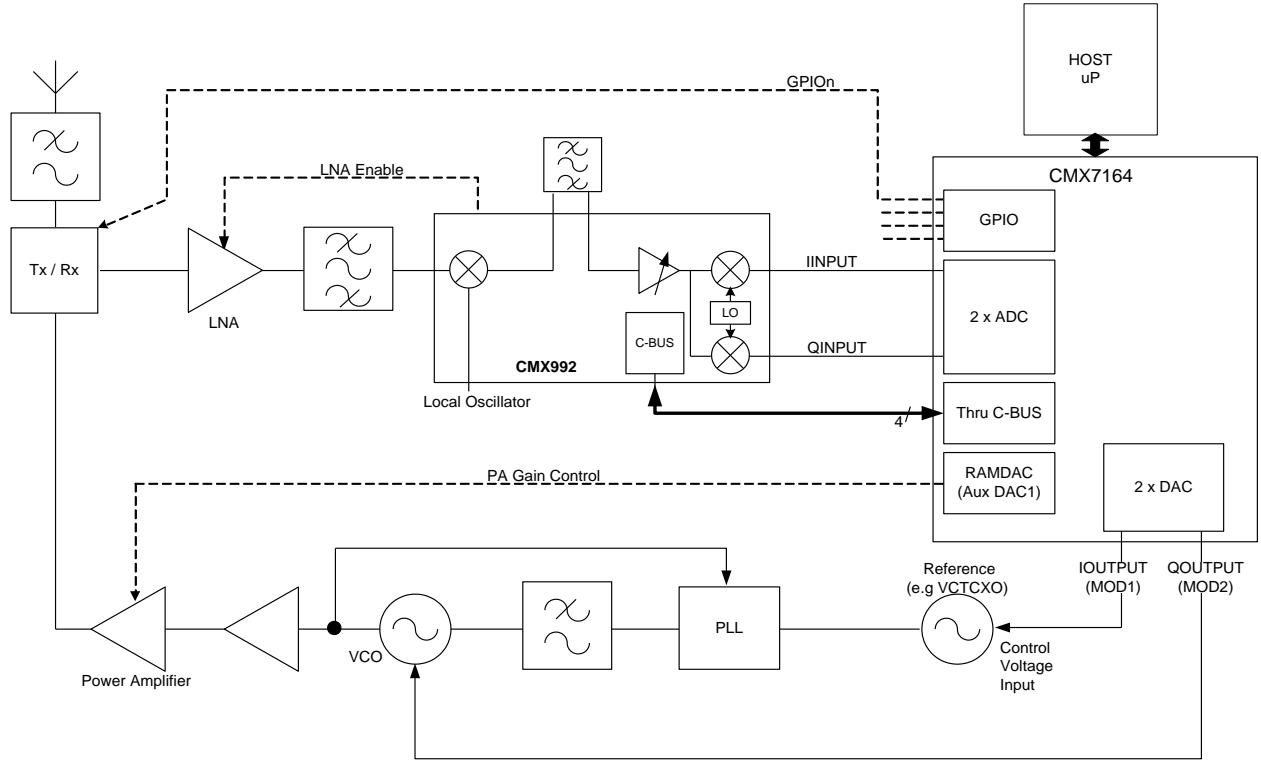 HOST
uP
GPIOn
CMX7164
LNA Enable
GPIO
Tx / Rx
LNA
IINPUT
LO
2 x ADC
C-BUS
QINPUT
CMX992
Local Oscillator
4
Thru C-BUS
PA Gain Control
RAMDAC
(Aux DAC1)
2 x DAC
Reference
(e.g VCTCXO)
IOUTPUT
(MOD1)
QOUTPUT
(MOD2)
PLL
VCO
Control
Voltage
Input
Power Amplifier